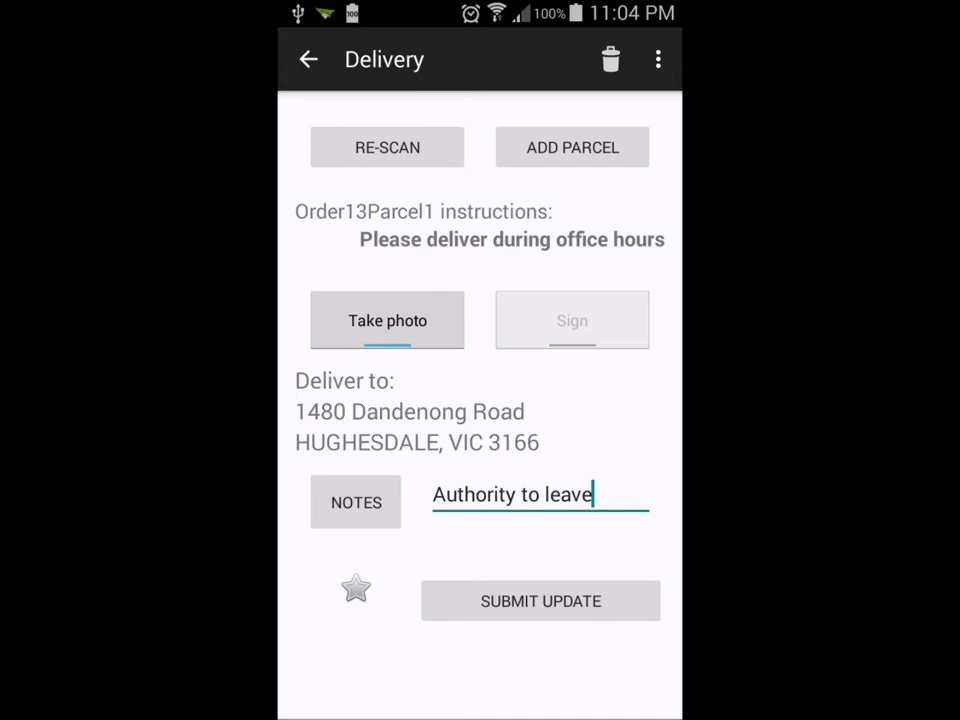 100 100% 11:04 PM
Delivery
RE-SCAN ADD PARCEL
Order13Parcel1 instructions:
Please deliver during office hours
Take photo Sign
Deliver to:
1480 Dandenong Road
HUGHESDALE, VIC 3166
NOTES Authority to leave
SUBMIT UPDATE